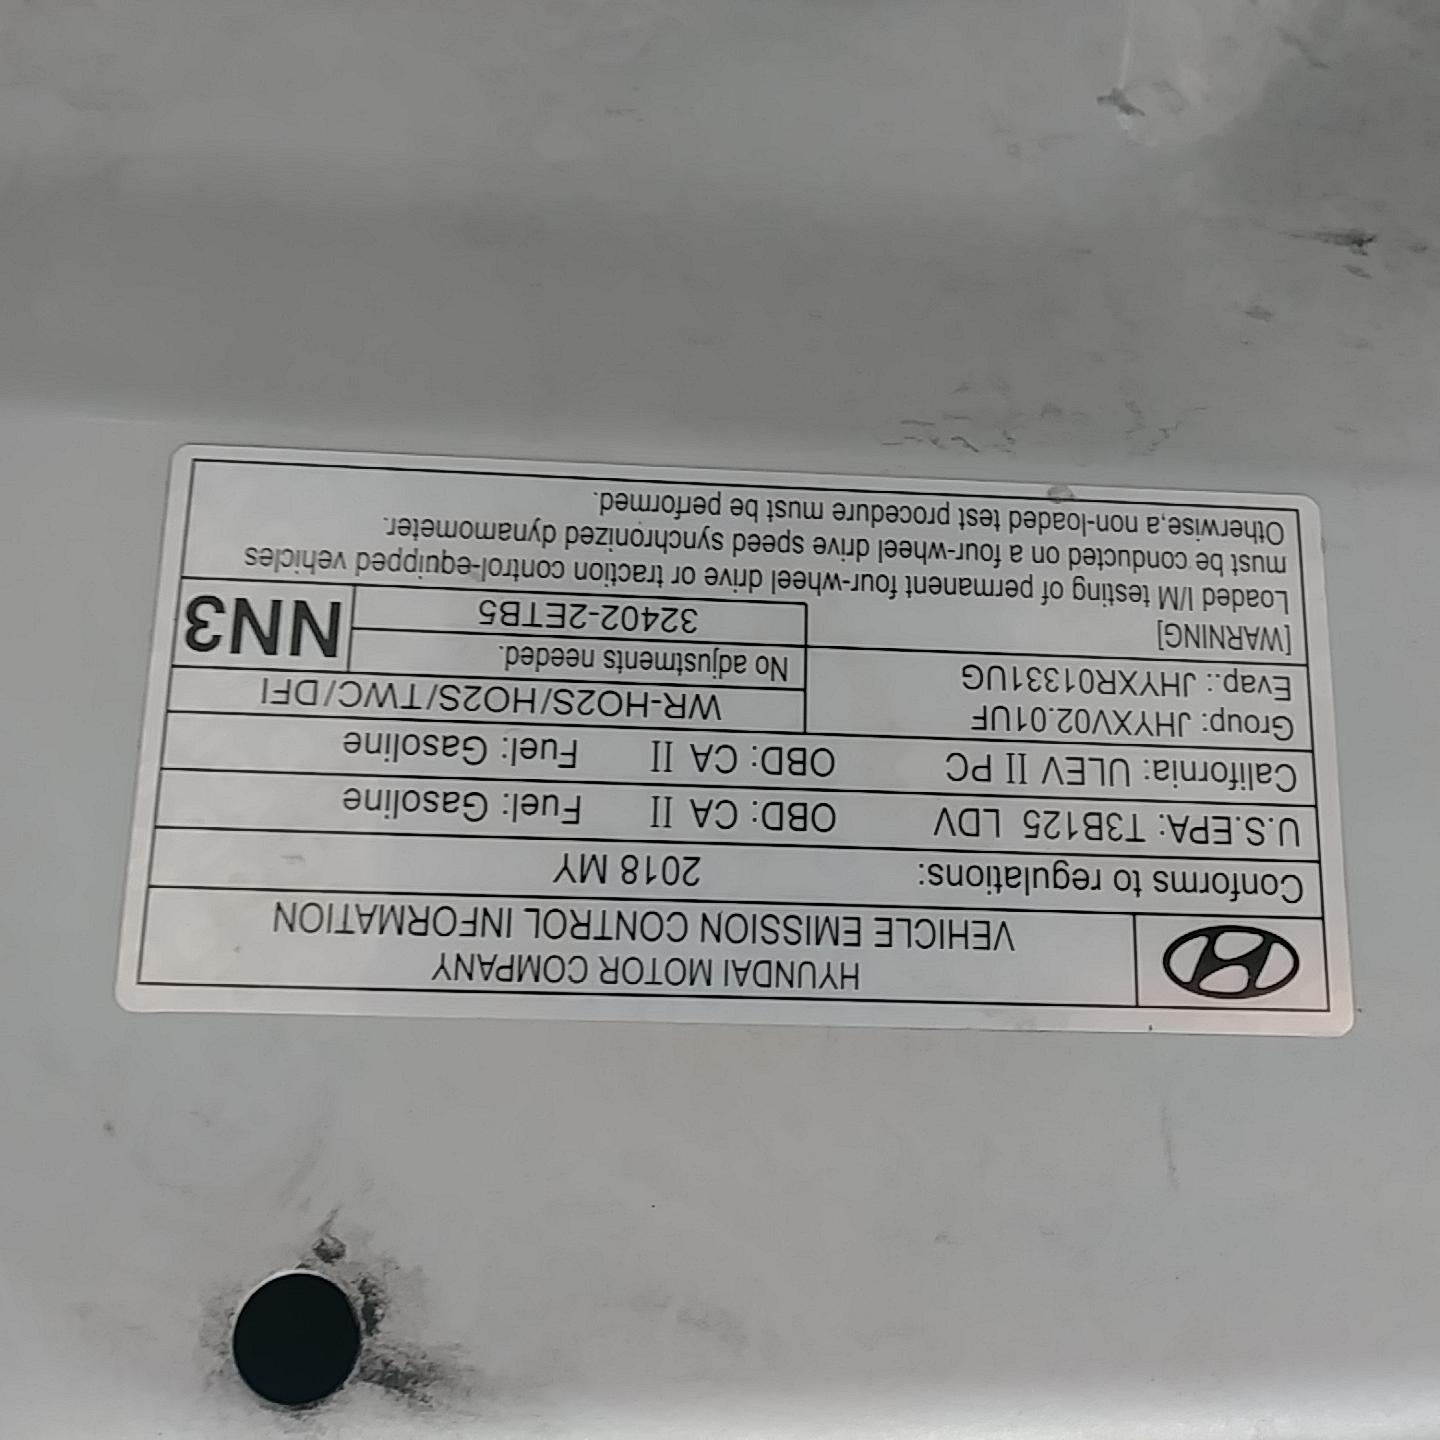 HYUNDAI MOTOR COMPANY
VEHICLE EMISSION CONTROL INFORMATION
Conforms to regulations: 2018 MY
U.S.EPA: T3B125 LDV OBD: CA II Fuel: Gasoline
California: ULEV II PC OBD: CA II Fuel: Gasoline
Group: JHYXV02.01UF
Evap.: JHYXR01331UG
WR-HO2S/HO2S/TWC/DFI
No adjustments needed.
32402-2ETB5
NN3
[WARNING]
Loaded I/M testing of permanent four-wheel drive or traction control-equipped vehicles
must be conducted on a four-wheel drive speed synchronized dynamometer.
Otherwise,a non-loaded test procedure must be performed.